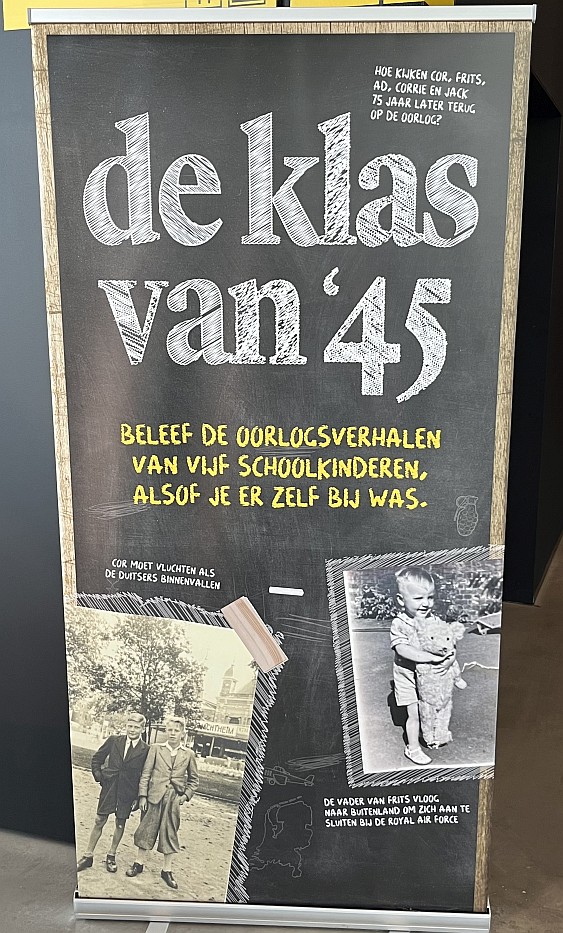 HOE KIJKEN COR, FRITS,
AD, CORRIE EN JACK
75 JAAR LATER TERUG
OP DE OORLOG?
de klas
van '45
BELEEF DE OORLOGSVERHALEN
VAN VIJF SCHOOLKINDEREN,
ALSOF JE ER ZELF BIJ WAS.
COR MOET VLUCHTEN ALS
DE DUITSERS BINNENVALLEN
DE VADER VAN FRITS VLOOG
NAAR BUITENLAND OM ZICH AAN TE
SLUITEN BIJ DE ROYAL AIR FORCE